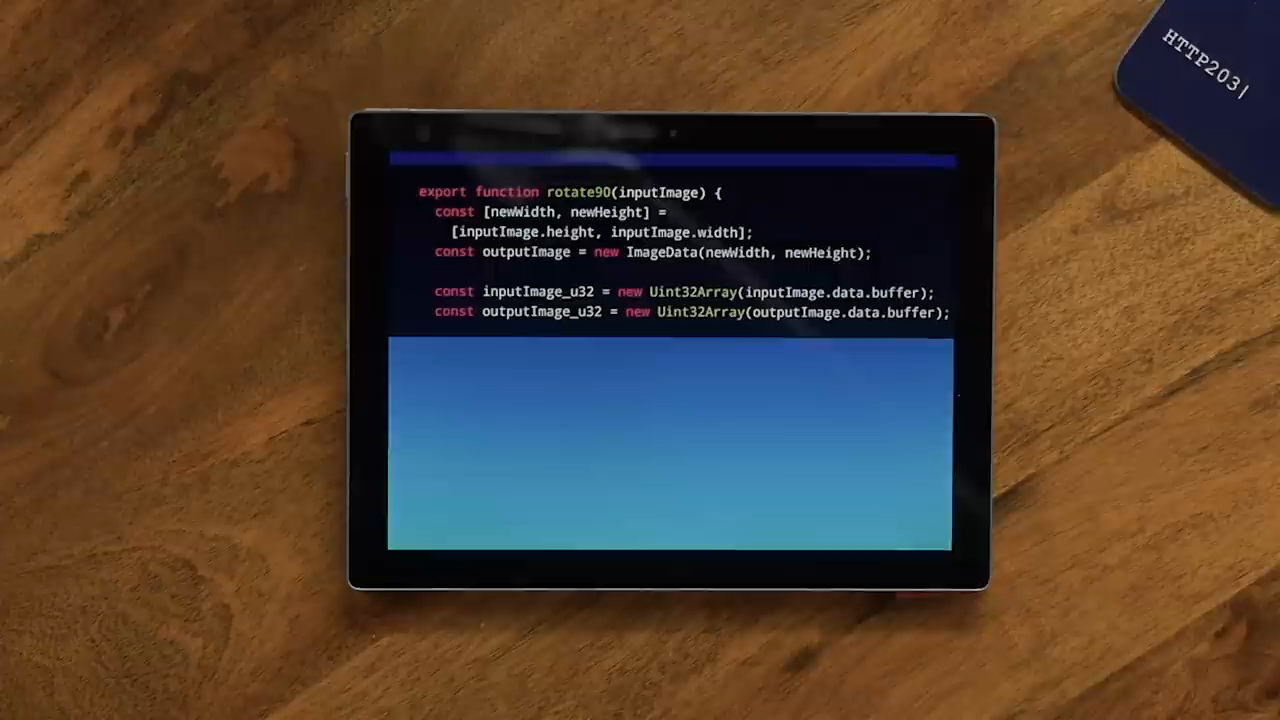 HTTP203|
export function rotate90(inputImage) {
const [newWidth, newHeight] =
[inputImage.height, inputImage.width];
const outputImage = new ImageData(newWidth, newHeight);
const inputImage_u32 = new Uint32Array(inputImage.data.buffer);
const outputImage_u32 = new Uint32Array(outputImage.data.buffer);